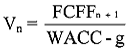 Vₙ = FCFFₙ₊₁ / WACC - g